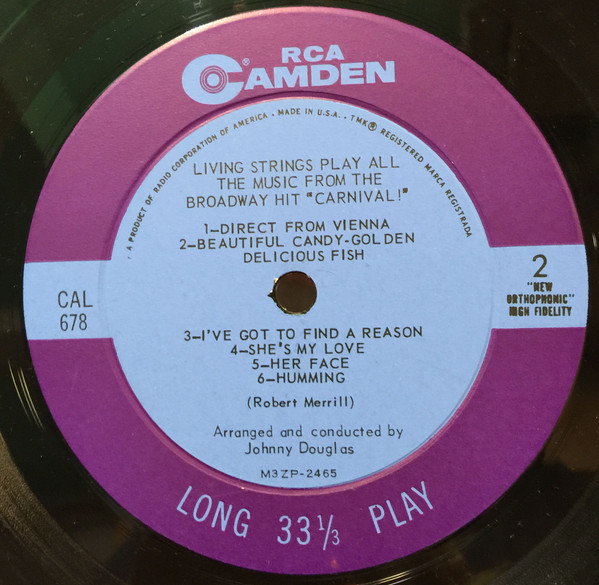 RCA
CAMDEN®
A PRODUCT OF RADIO CORPORATION OF AMERICA • MADE IN U.S.A. • TMK® REGISTERED MARCA REGISTRADA
LIVING STRINGS PLAY ALL
THE MUSIC FROM THE
BROADWAY HIT "CARNIVAL!"
1—DIRECT FROM VIENNA
2—BEAUTIFUL CANDY-GOLDEN
DELICIOUS FISH
CAL
678
2
"NEW
ORTHOPHONIC"
HIGH FIDELITY
3—I'VE GOT TO FIND A REASON
4—SHE'S MY LOVE
5—HER FACE
6—HUMMING
(Robert Merrill)
Arranged and conducted by
Johnny Douglas
M3ZP-2465
LONG 33⅓ PLAY